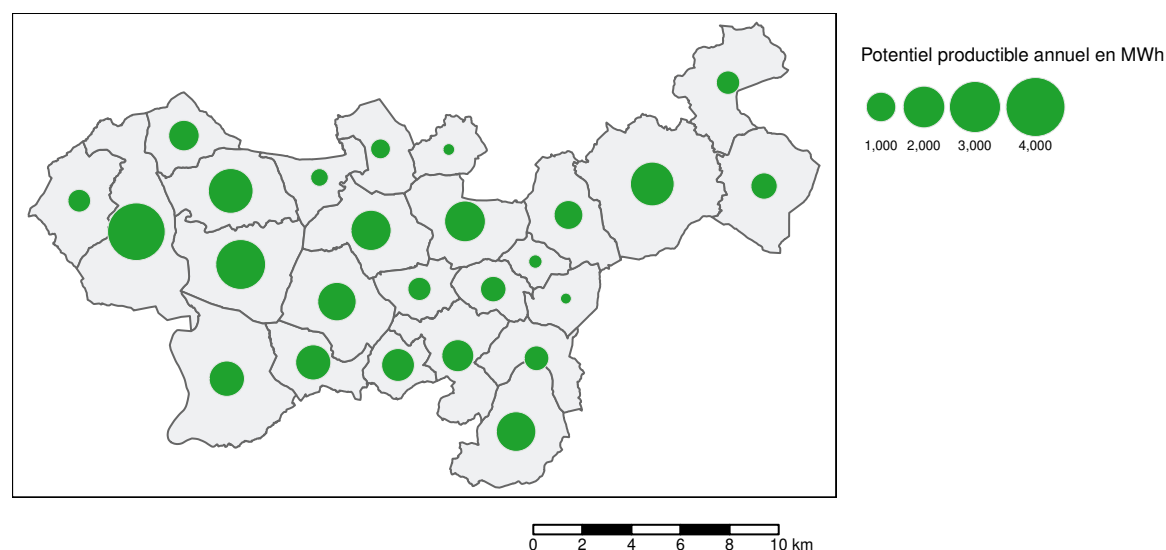 Potentiel productible annuel en MWh
1,000 2,000 3,000 4,000
0 2 4 6 8 10 km